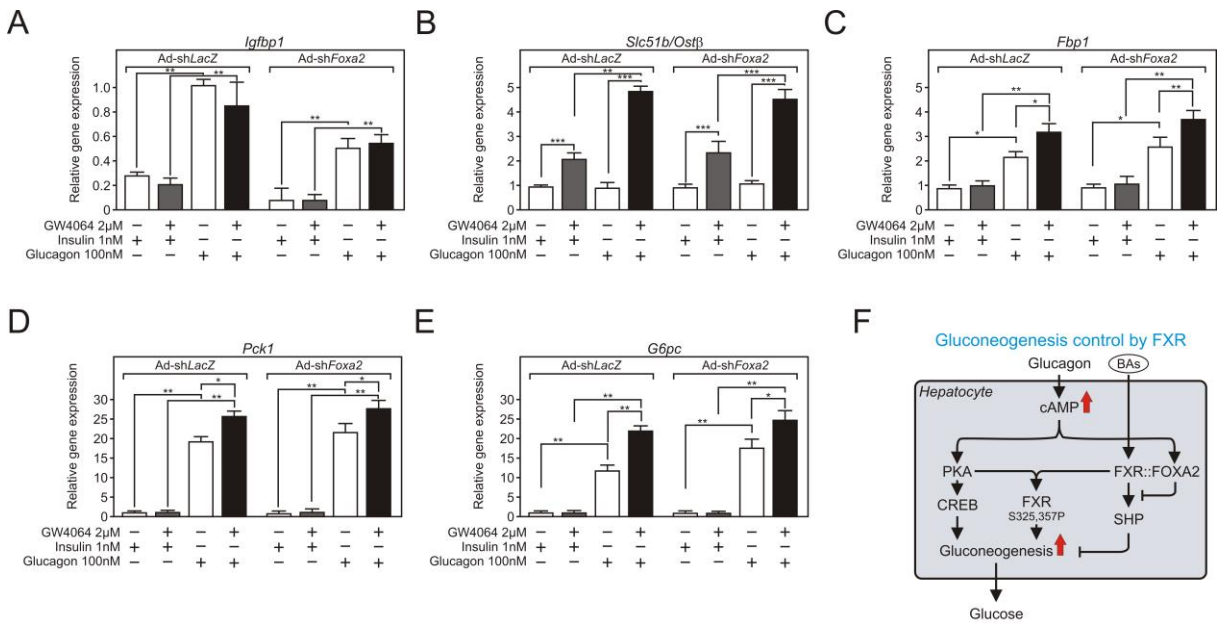 A
Igfbp1
Ad-shLacZ Ad-shFoxa2
Relative gene expression
1.0
0.8
0.6
0.4
0.2
** ** ** **
GW4064 2µM − + − + − + − +
Insulin 1nM + + − − + + − −
Glucagon 100nM − − + + − − + +
B
Slc51b/Ostβ
Ad-shLacZ Ad-shFoxa2
Relative gene expression
5
4
3
2
1
0
*** ** *** *** *** ***
GW4064 2µM − + − + − + − +
Insulin 1nM + + − − + + − −
Glucagon 100nM − − + + − − + +
C
Fbp1
Ad-shLacZ Ad-shFoxa2
Relative gene expression
5
4
3
2
1
0
* ** * * ** **
GW4064 2µM − + − + − + − +
Insulin 1nM + + − − + + − −
Glucagon 100nM − − + + − − + +
D
Pck1
Ad-shLacZ Ad-shFoxa2
Relative gene expression
30
25
20
15
10
5
0
** * ** ** * **
GW4064 2µM − + − + − + − +
Insulin 1nM + + − − + + − −
Glucagon 100nM − − + + − − + +
E
G6pc
Ad-shLacZ Ad-shFoxa2
Relative gene expression
30
25
20
15
10
5
0
** ** ** ** ** *
GW4064 2µM − + − + − + − +
Insulin 1nM + + − − + + − −
Glucagon 100nM − − + + − − + +
F
Gluconeogenesis control by FXR
Glucagon BAs
Hepatocyte
cAMP
PKA FXR::FOXA2
CREB FXR SHP
S325,357P
Gluconeogenesis
Glucose